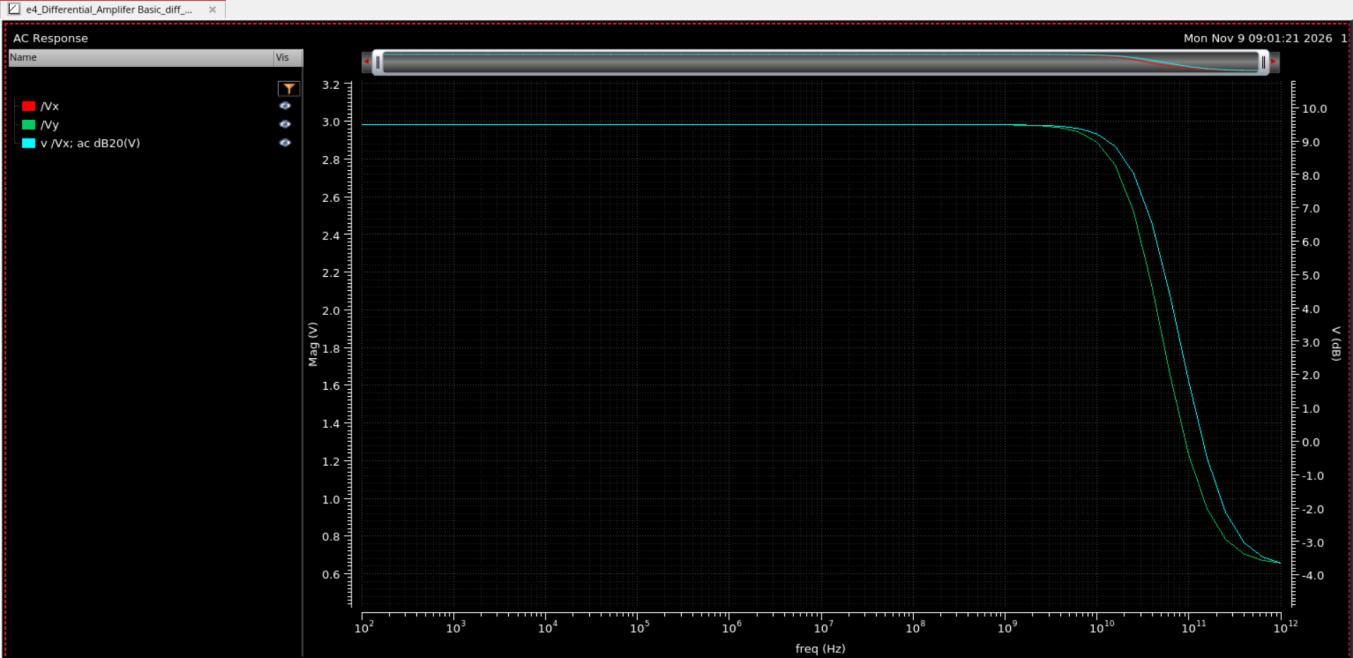 e4_Differential_Amplifer Basic_diff_...
AC Response
Mon Nov 9 09:01:21 2026 1
Name Vis
/Vx
/Vy
v /Vx; ac dB20(V)
3.2
3.0
2.8
2.6
2.4
2.2
2.0
1.8
1.6
1.4
1.2
1.0
0.8
0.6
Mag (V)
10.0
9.0
8.0
7.0
6.0
5.0
4.0
3.0
2.0
1.0
0.0
-1.0
-2.0
-3.0
-4.0
V (dB)
10² 10³ 10⁴ 10⁵ 10⁶ 10⁷ 10⁸ 10⁹ 10¹⁰ 10¹¹ 10¹²
freq (Hz)